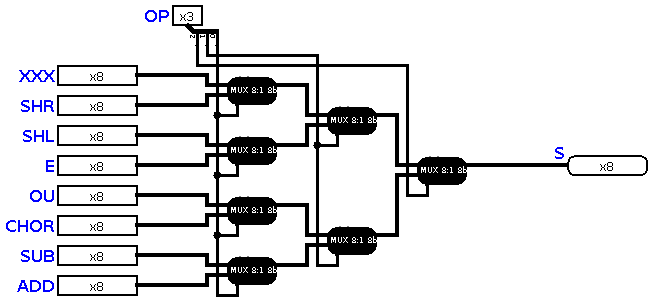 OP x3
2 1 0
XXX x8
MUX 8:1 8b
SHR x8
MUX 8:1 8b
SHL x8
MUX 8:1 8b
S
E x8
MUX 8:1 8b
x8
OU x8
MUX 8:1 8b
CHOR x8
MUX 8:1 8b
SUB x8
MUX 8:1 8b
ADD x8